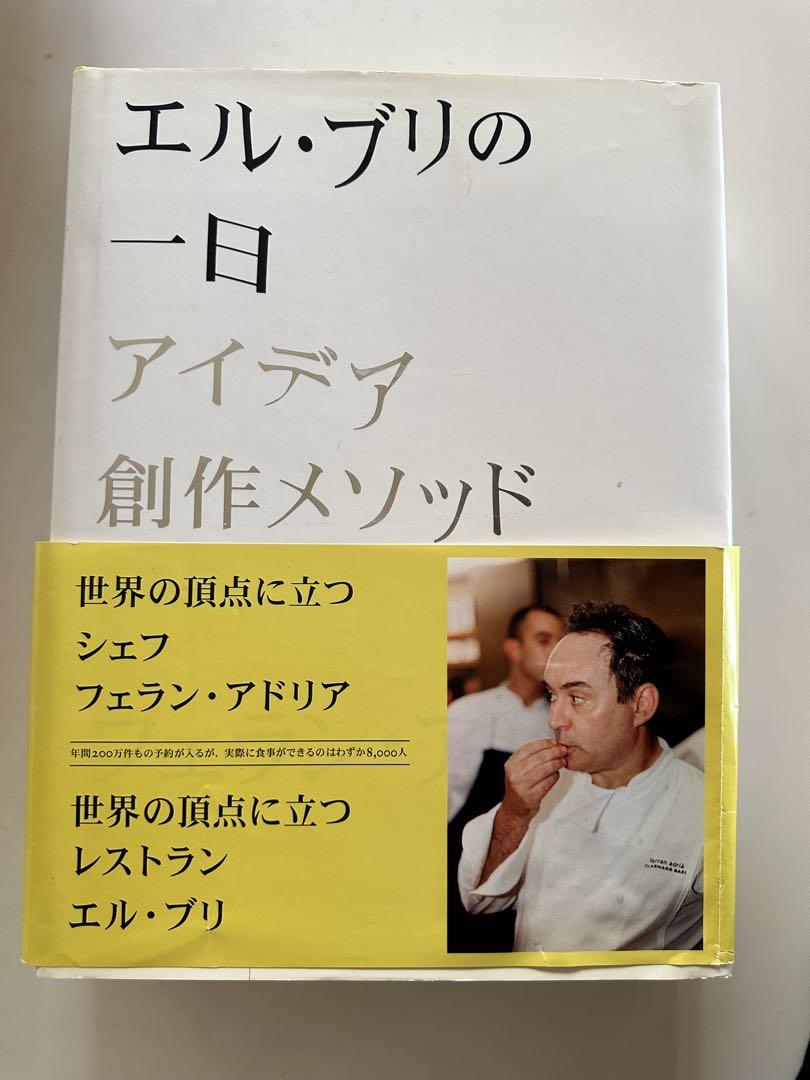 エル・ブリの
一日
アイデア
創作メソッド
世界の頂点に立つ
シェフ
フェラン・アドリア
年間200万件もの予約が入るが、実際に食事ができるのはわずか8,000人
世界の頂点に立つ
レストラン
エル・ブリ
ferran adrià
by ARMAND BASI